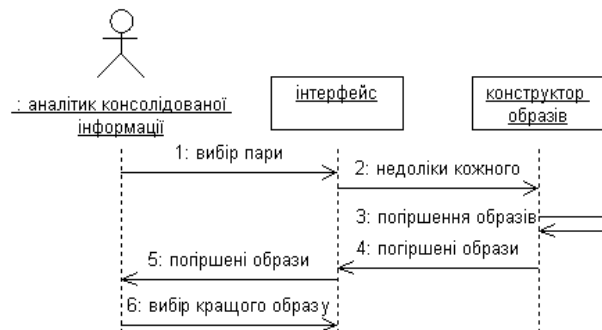 : аналітик консолідованої
інформації
інтерфейс
конструктор
образів
1: вибір пари
2: недоліки кожного
3: погіршення образів
4: погіршені образи
5: погіршені образи
6: вибір кращого образу